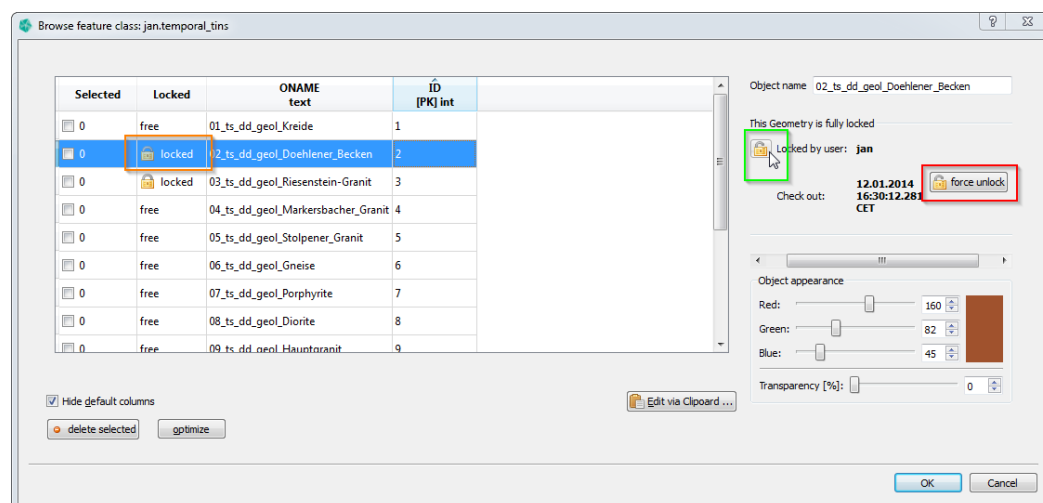 Browse feature class: jan.temporal_tins
Selected Locked ONAME text ID [PK] int
0 free 01_ts_dd_geol_Kreide 1
0 locked 02_ts_dd_geol_Doehlener_Becken 2
0 locked 03_ts_dd_geol_Riesenstein-Granit 3
0 free 04_ts_dd_geol_Markersbacher_Granit 4
0 free 05_ts_dd_geol_Stolpener_Granit 5
0 free 06_ts_dd_geol_Gneise 6
0 free 07_ts_dd_geol_Porphyrite 7
0 free 08_ts_dd_geol_Diorite 8
0 free 09_ts_dd_geol_Hauptgranit 9
Hide default columns
Edit via Clipoard ...
delete selected optimize
Object name 02_ts_dd_geol_Doehlener_Becken
This Geometry is fully locked
Locked by user: jan
Check out: 12.01.2014 16:30:12.281 CET
force unlock
Object appearance
Red: 160
Green: 82
Blue: 45
Transparency [%]: 0
OK Cancel